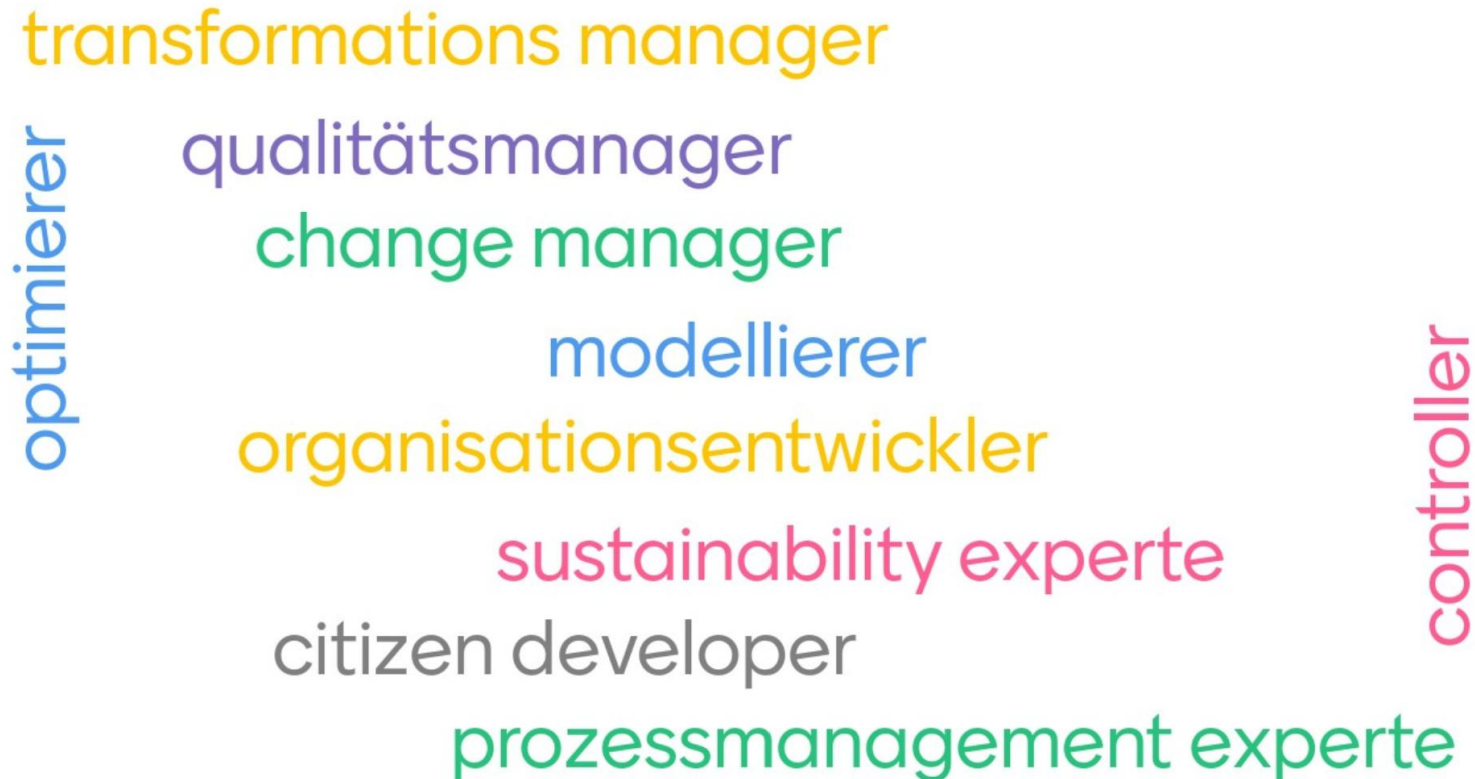 transformations manager
optimierer
qualitätsmanager
change manager
modellierer
controller
organisationsentwickler
sustainability experte
citizen developer
prozessmanagement experte